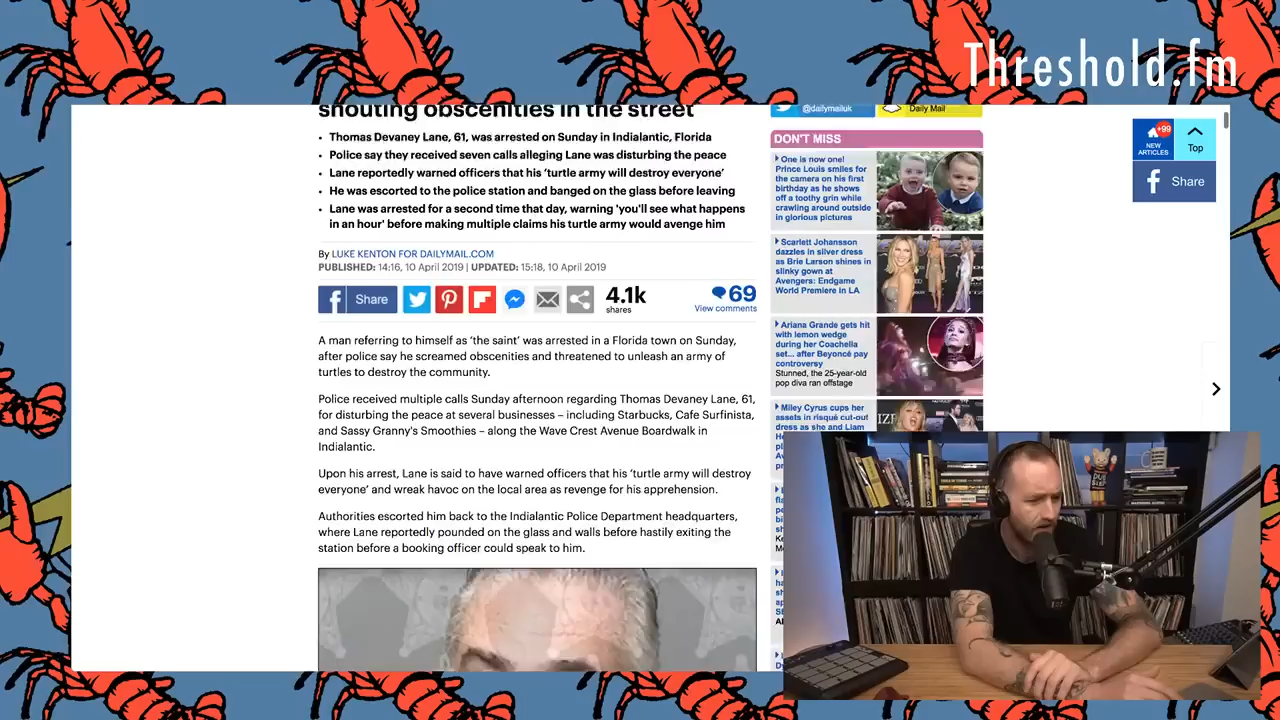 Threshold.fm
shouting obscenities in the street
• Thomas Devaney Lane, 61, was arrested on Sunday in Indialantic, Florida
• Police say they received seven calls alleging Lane was disturbing the peace
• Lane reportedly warned officers that his ‘turtle army will destroy everyone’
• He was escorted to the police station and banged on the glass before leaving
• Lane was arrested for a second time that day, warning 'you'll see what happens
in an hour' before making multiple claims his turtle army would avenge him
By LUKE KENTON FOR DAILYMAIL.COM
PUBLISHED: 14:16, 10 April 2019 | UPDATED: 15:18, 10 April 2019
Share
4.1k
shares
69
View comments
A man referring to himself as ‘the saint’ was arrested in a Florida town on Sunday,
after police say he screamed obscenities and threatened to unleash an army of
turtles to destroy the community.
Police received multiple calls Sunday afternoon regarding Thomas Devaney Lane, 61,
for disturbing the peace at several businesses – including Starbucks, Cafe Surfinista,
and Sassy Granny's Smoothies – along the Wave Crest Avenue Boardwalk in
Indialantic.
Upon his arrest, Lane is said to have warned officers that his ‘turtle army will destroy
everyone’ and wreak havoc on the local area as revenge for his apprehension.
Authorities escorted him back to the Indialantic Police Department headquarters,
where Lane reportedly pounded on the glass and walls before hastily exiting the
station before a booking officer could speak to him.
@dailymailuk
Daily Mail
DON'T MISS
One is now one!
Prince Louis smiles for
the camera on his first
birthday as he shows
off a toothy grin while
crawling around outside
in glorious pictures
Scarlett Johansson
dazzles in silver dress
as Brie Larson shines in
slinky gown at
Avengers: Endgame
World Premiere in LA
Ariana Grande gets hit
with lemon wedge
during her Coachella
set... after Beyoncé pay
controversy
Stunned, the 25-year-old
pop diva ran offstage
Miley Cyrus cups her
assets in risqué cut-out
dress as she and Liam
+99
NEW
ARTICLES
Top
Share